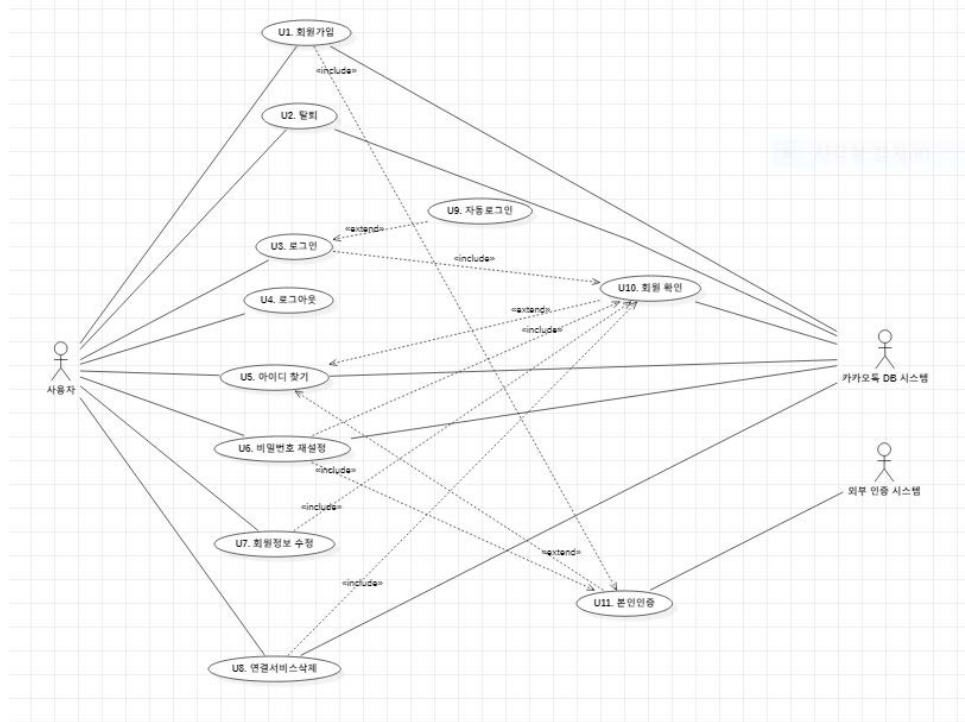 U1. 회원가입
«include»
U2. 탈퇴
U9. 자동로그인
«extend»
U3. 로그인
«include»
U10. 회원 확인
U4. 로그아웃
«extend»
«include»
사용자
U5. 아이디 찾기
카카오톡 DB 시스템
U6. 비밀번호 재설정
«include»
외부 인증 시스템
«include»
U7. 회원정보 수정
«extend»
«include»
U11. 본인인증
U8. 연결서비스삭제